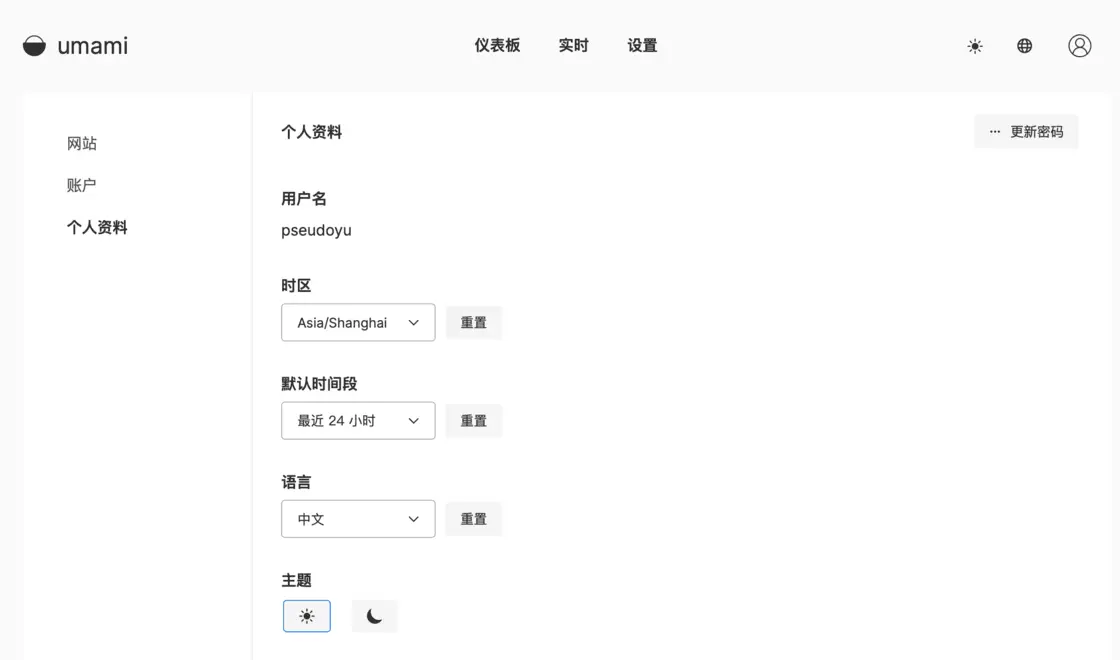 umami
仪表板 实时 设置
网站
账户
个人资料
个人资料
··· 更新密码
用户名
pseudoyu
时区
Asia/Shanghai 重置
默认时间段
最近 24 小时 重置
语言
中文 重置
主题